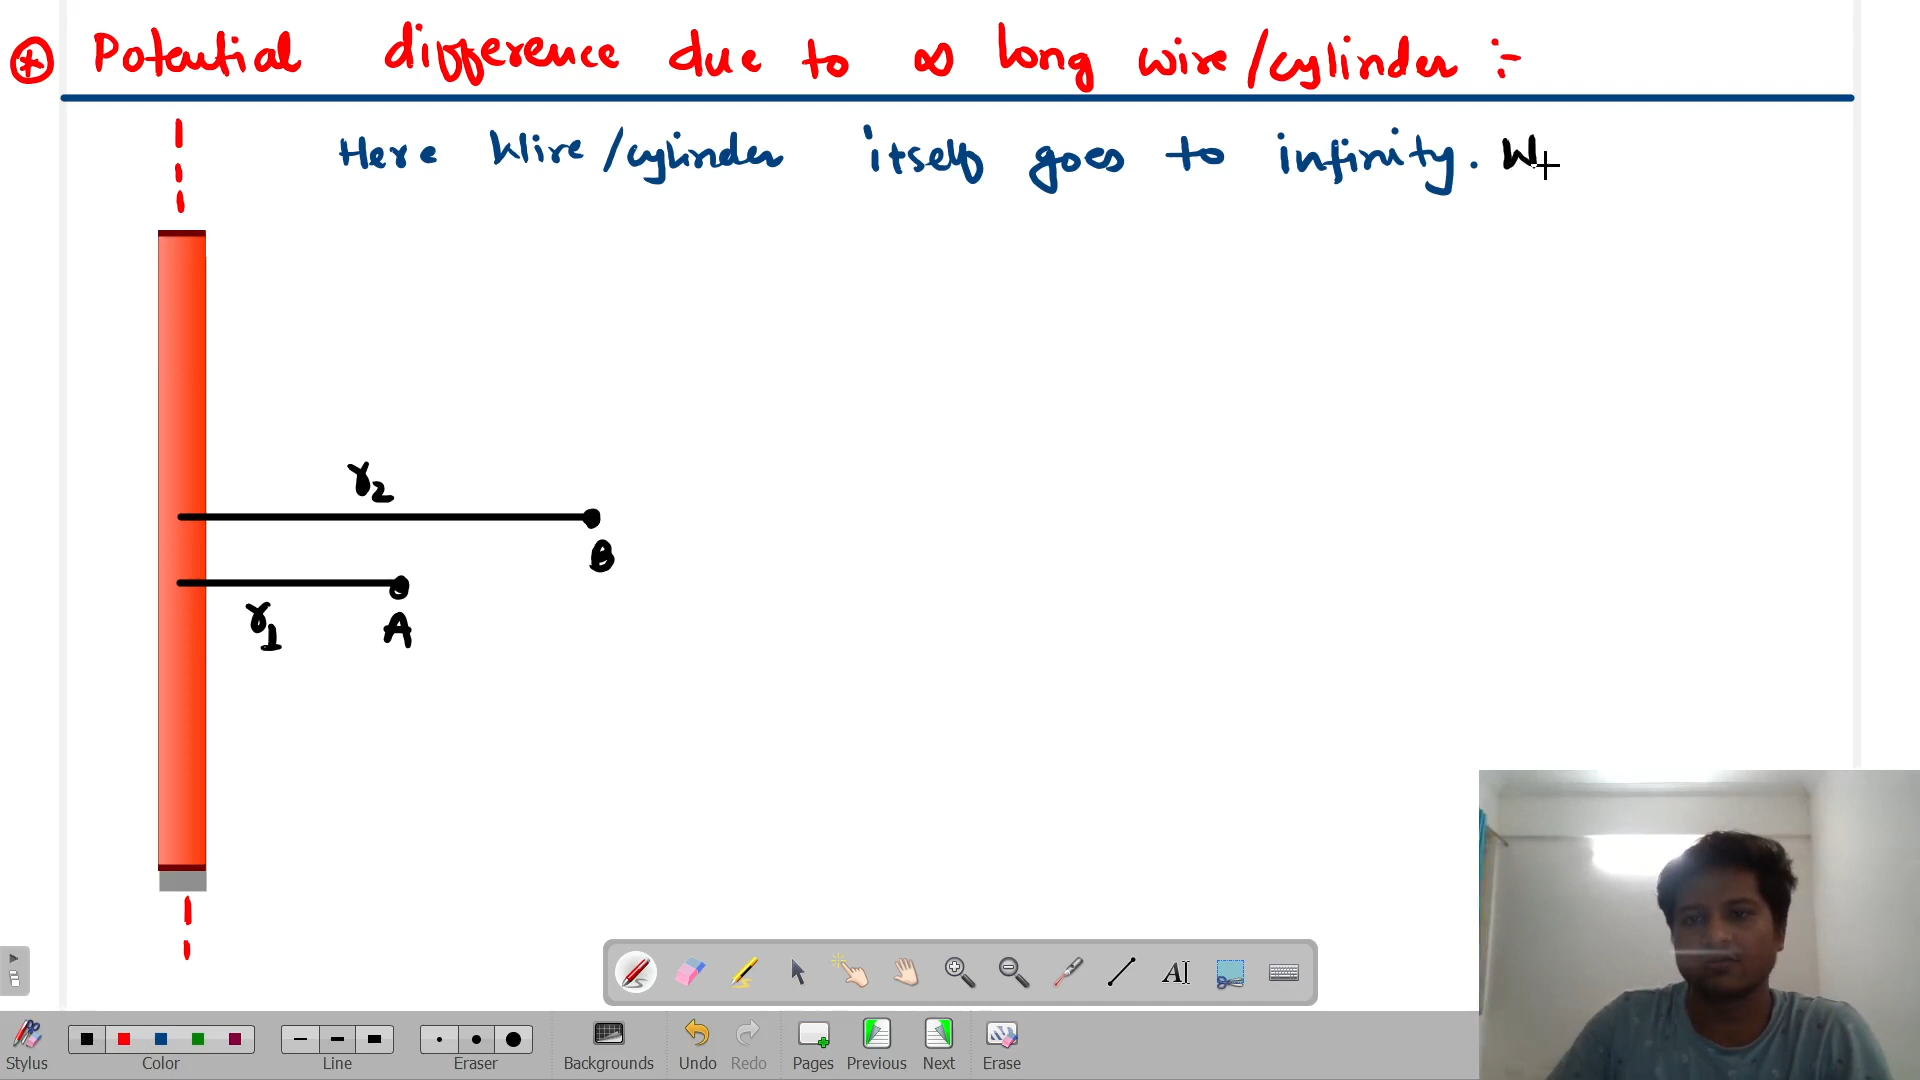 * Potential difference due to ∞ long wire/cylinder :-
Here Wire/cylinder itself goes to infinity. W
r2
B
r1
A
Stylus
Color
Line
Eraser
Backgrounds
Undo
Redo
Pages
Previous
Next
Erase